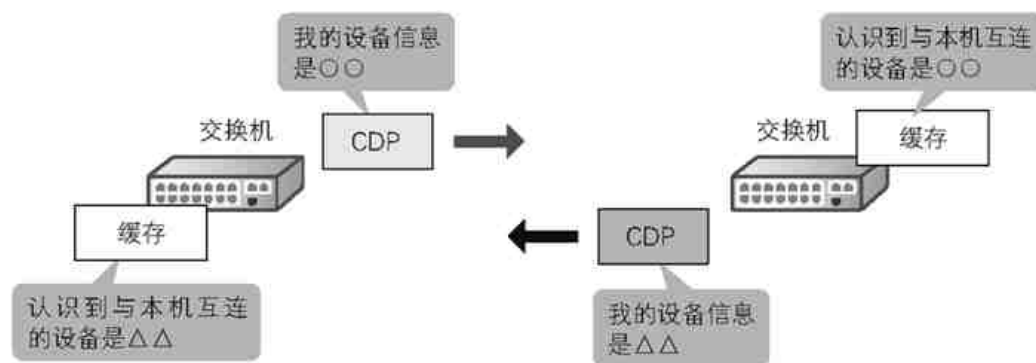 我的设备信息
是○○
交换机
CDP
缓存
认识到与本机互连
的设备是△△
认识到与本机互连
的设备是○○
交换机
缓存
CDP
我的设备信息
是△△